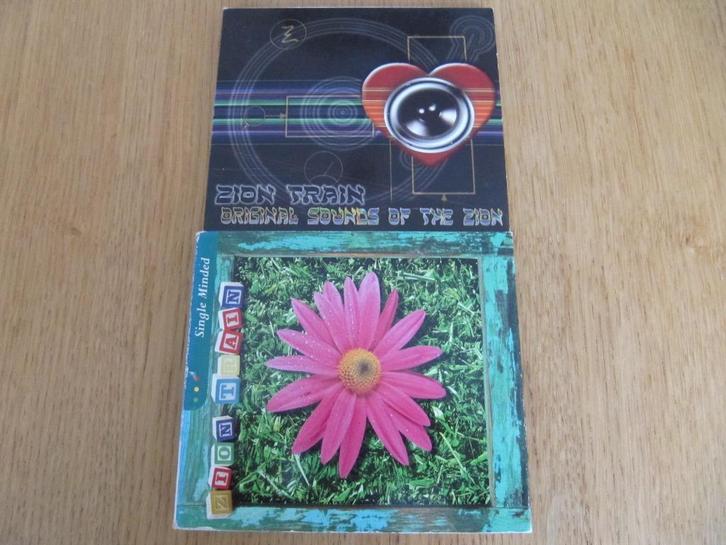 ZION TRAIN
ORIGINAL SOUNDS OF THE ZION
Single Minded
ZION TRAIN